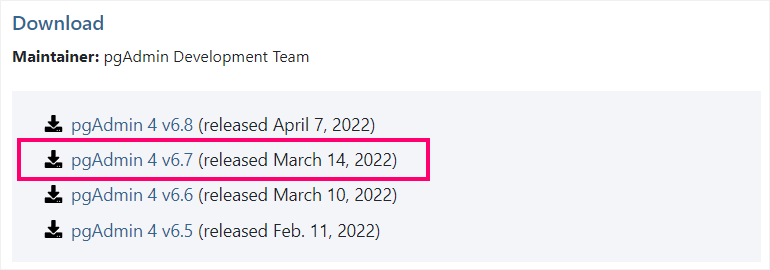 Download
Maintainer: pgAdmin Development Team
pgAdmin 4 v6.8 (released April 7, 2022)
pgAdmin 4 v6.7 (released March 14, 2022)
pgAdmin 4 v6.6 (released March 10, 2022)
pgAdmin 4 v6.5 (released Feb. 11, 2022)